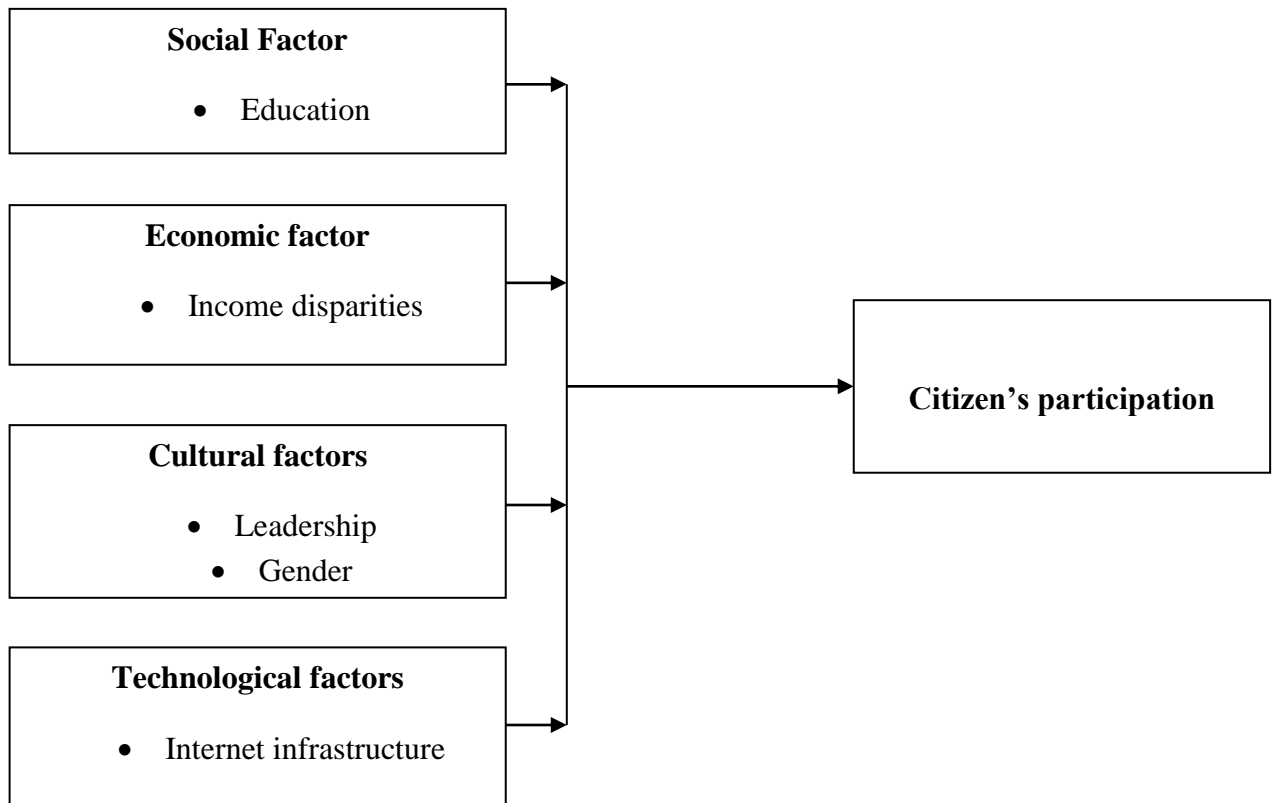 Social Factor
• Education
Economic factor
• Income disparities
Cultural factors
• Leadership
• Gender
Technological factors
• Internet infrastructure
Citizen’s participation